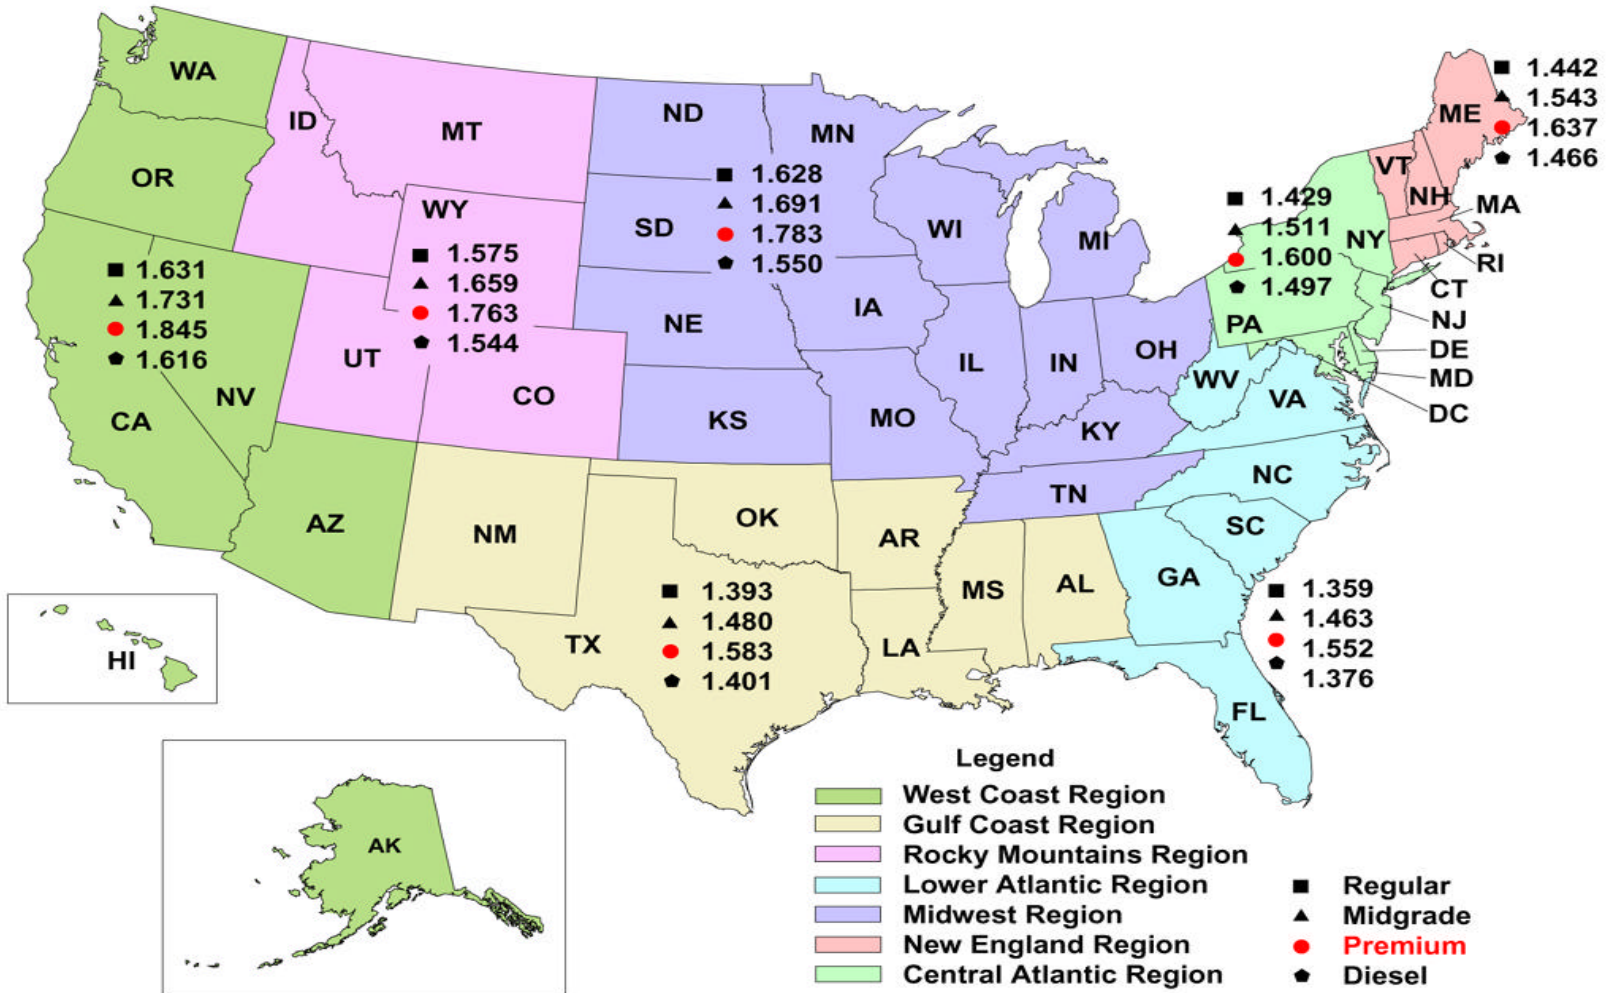 WA
ID
MT
ND
MN
OR
WY
SD
WI
MI
ME
VT
NH
MA
NY
RI
CT
NJ
PA
DE
MD
DC
1.442
1.543
1.637
1.466
1.429
1.511
1.600
1.497
1.628
1.691
1.783
1.550
1.575
1.659
1.763
1.544
1.631
1.731
1.845
1.616
NV
CA
UT
CO
NE
IA
KS
MO
IL
IN
OH
KY
WV
VA
TN
NC
SC
AZ
NM
OK
AR
TX
LA
MS
AL
GA
FL
1.393
1.480
1.583
1.401
1.359
1.463
1.552
1.376
HI
AK
Legend
West Coast Region
Gulf Coast Region
Rocky Mountains Region
Lower Atlantic Region
Midwest Region
New England Region
Central Atlantic Region
Regular
Midgrade
Premium
Diesel